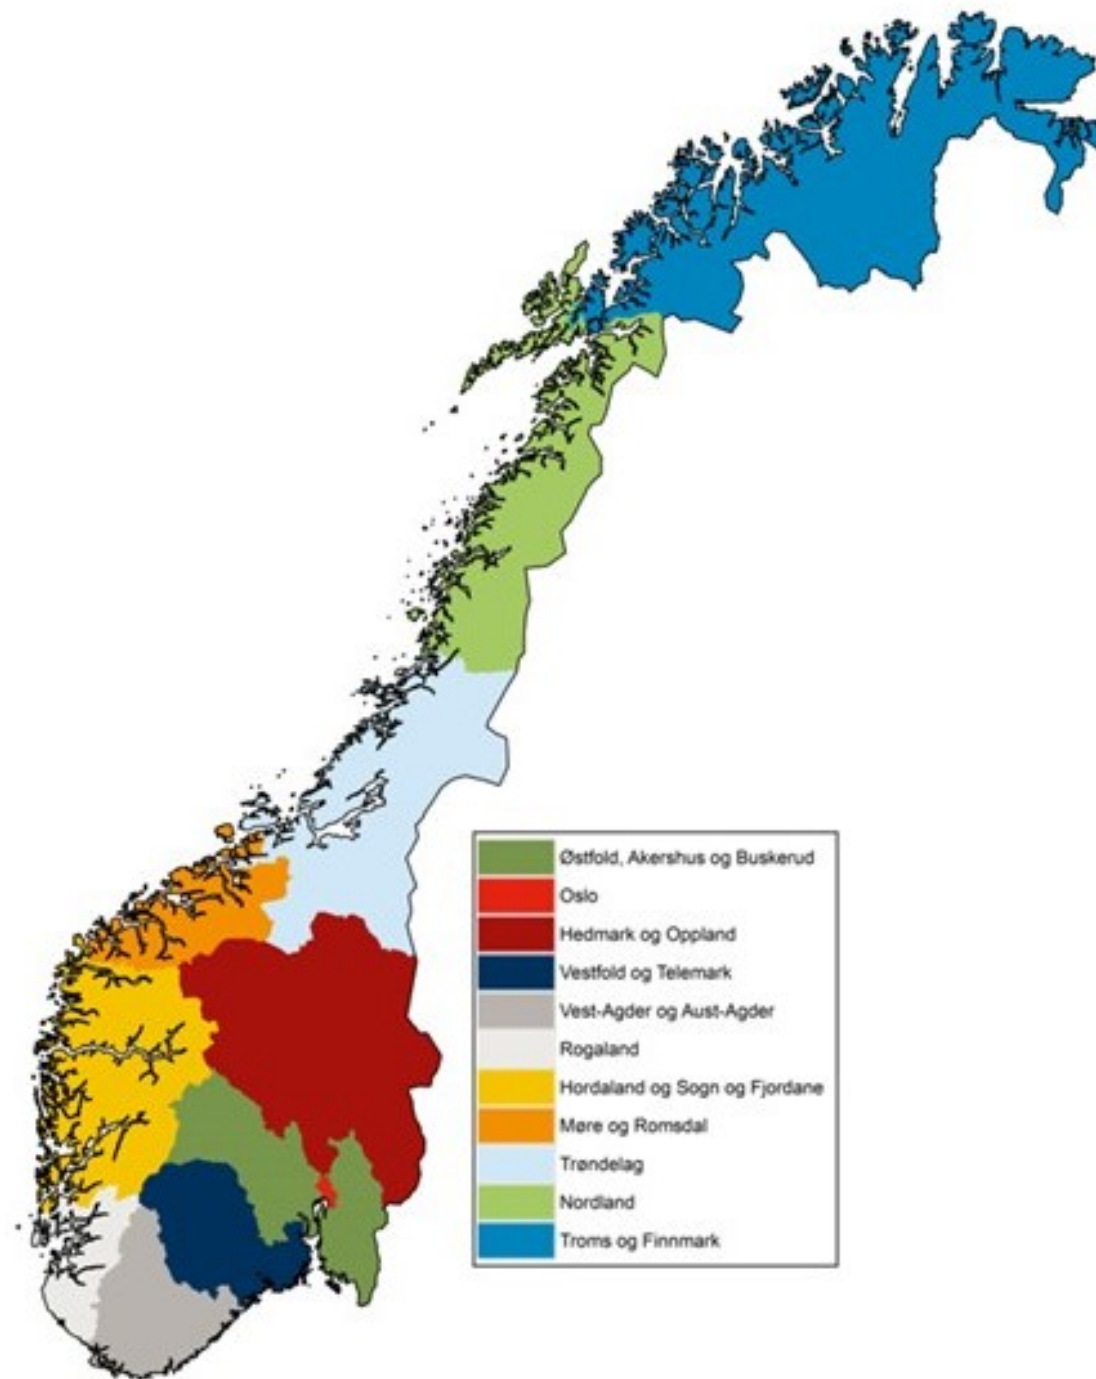 Østfold, Akershus og Buskerud
Oslo
Hedmark og Oppland
Vestfold og Telemark
Vest-Agder og Aust-Agder
Rogaland
Hordaland og Sogn og Fjordane
Møre og Romsdal
Trøndelag
Nordland
Troms og Finnmark